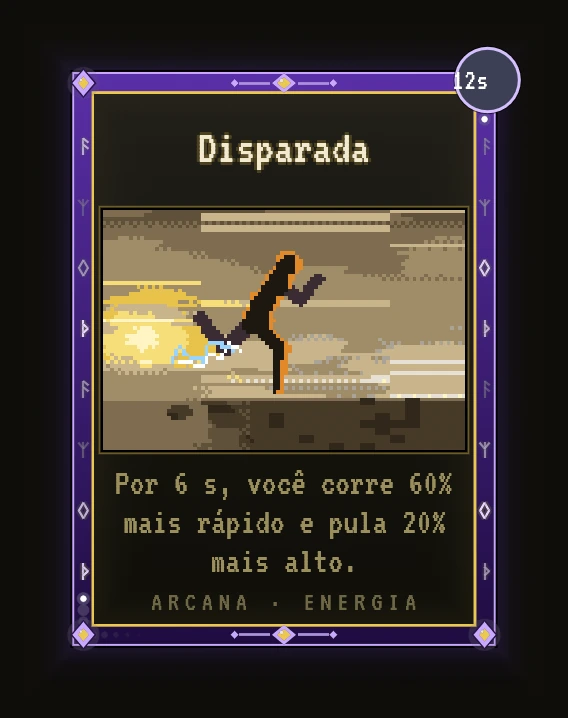 12s
Disparada
Por 6 s, você corre 60%
mais rápido e pula 20%
mais alto.
ARCANA · ENERGIA